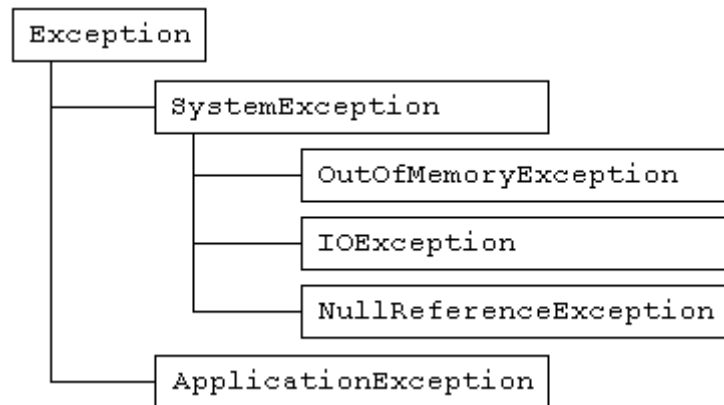 Exception
SystemException
OutOfMemoryException
IOException
NullReferenceException
ApplicationException